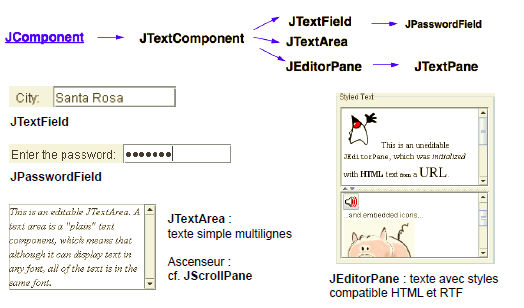 JComponent
JTextComponent
JTextField
JPasswordField
JTextArea
JEditorPane
JTextPane
City: Santa Rosa
JTextField
Enter the password: •••••••
JPasswordField
This is an editable JTextArea. A
text area is a "plain" text
component, which means that
although it can display text in
any font, all of the text is in the
same font.
JTextArea :
texte simple multilignes
Ascenseur :
cf. JScrollPane
Styled Text
This is an uneditable
JEditorPane, which was initialized
with HTML text from a URL.
...and embedded icons...
JEditorPane : texte avec styles
compatible HTML et RTF